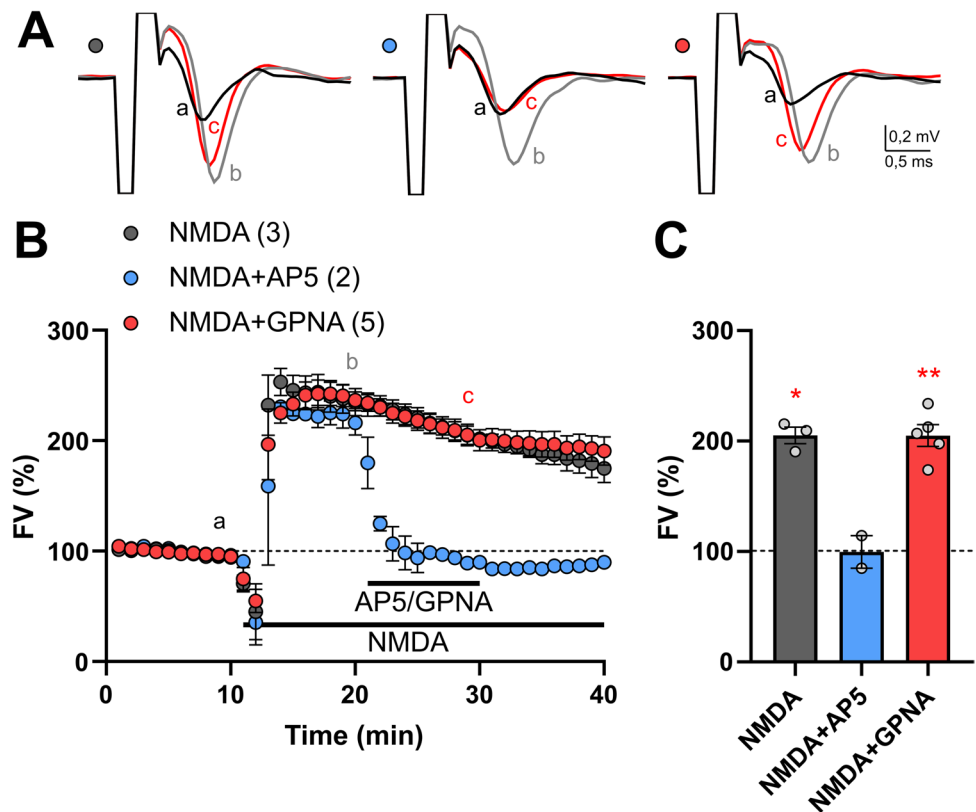 A
a
c
b
a
c
b
a
c
b
0,2 mV
0,5 ms
B
NMDA (3)
NMDA+AP5 (2)
NMDA+GPNA (5)
FV (%)
300
200
100
0
a
b
c
AP5/GPNA
NMDA
0
10
20
30
40
Time (min)
C
FV (%)
300
200
100
0
*
**
NMDA
NMDA+AP5
NMDA+GPNA